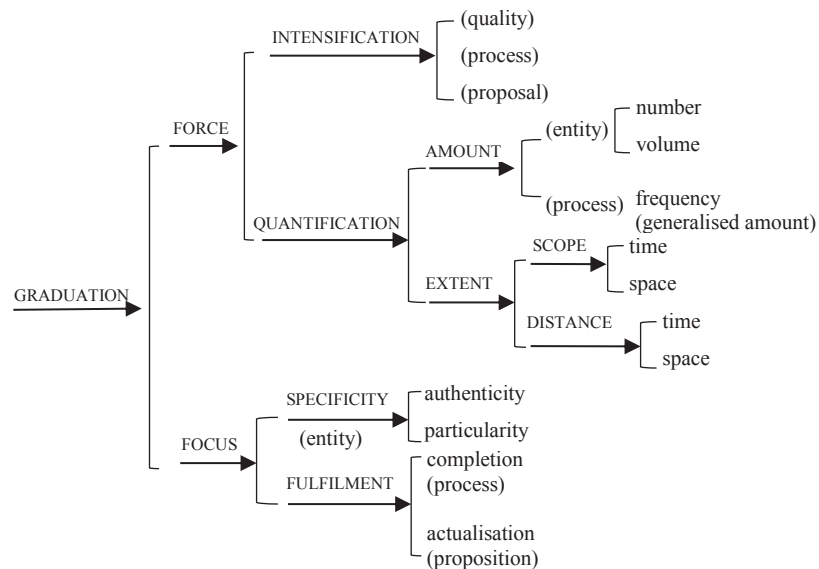 INTENSIFICATION
(quality)
(process)
(proposal)
FORCE
QUANTIFICATION
AMOUNT
(entity)
number
volume
(process)
frequency
(generalised amount)
EXTENT
SCOPE
time
space
DISTANCE
time
space
GRADUATION
FOCUS
SPECIFICITY
(entity)
authenticity
particularity
FULFILMENT
completion
(process)
actualisation
(proposition)